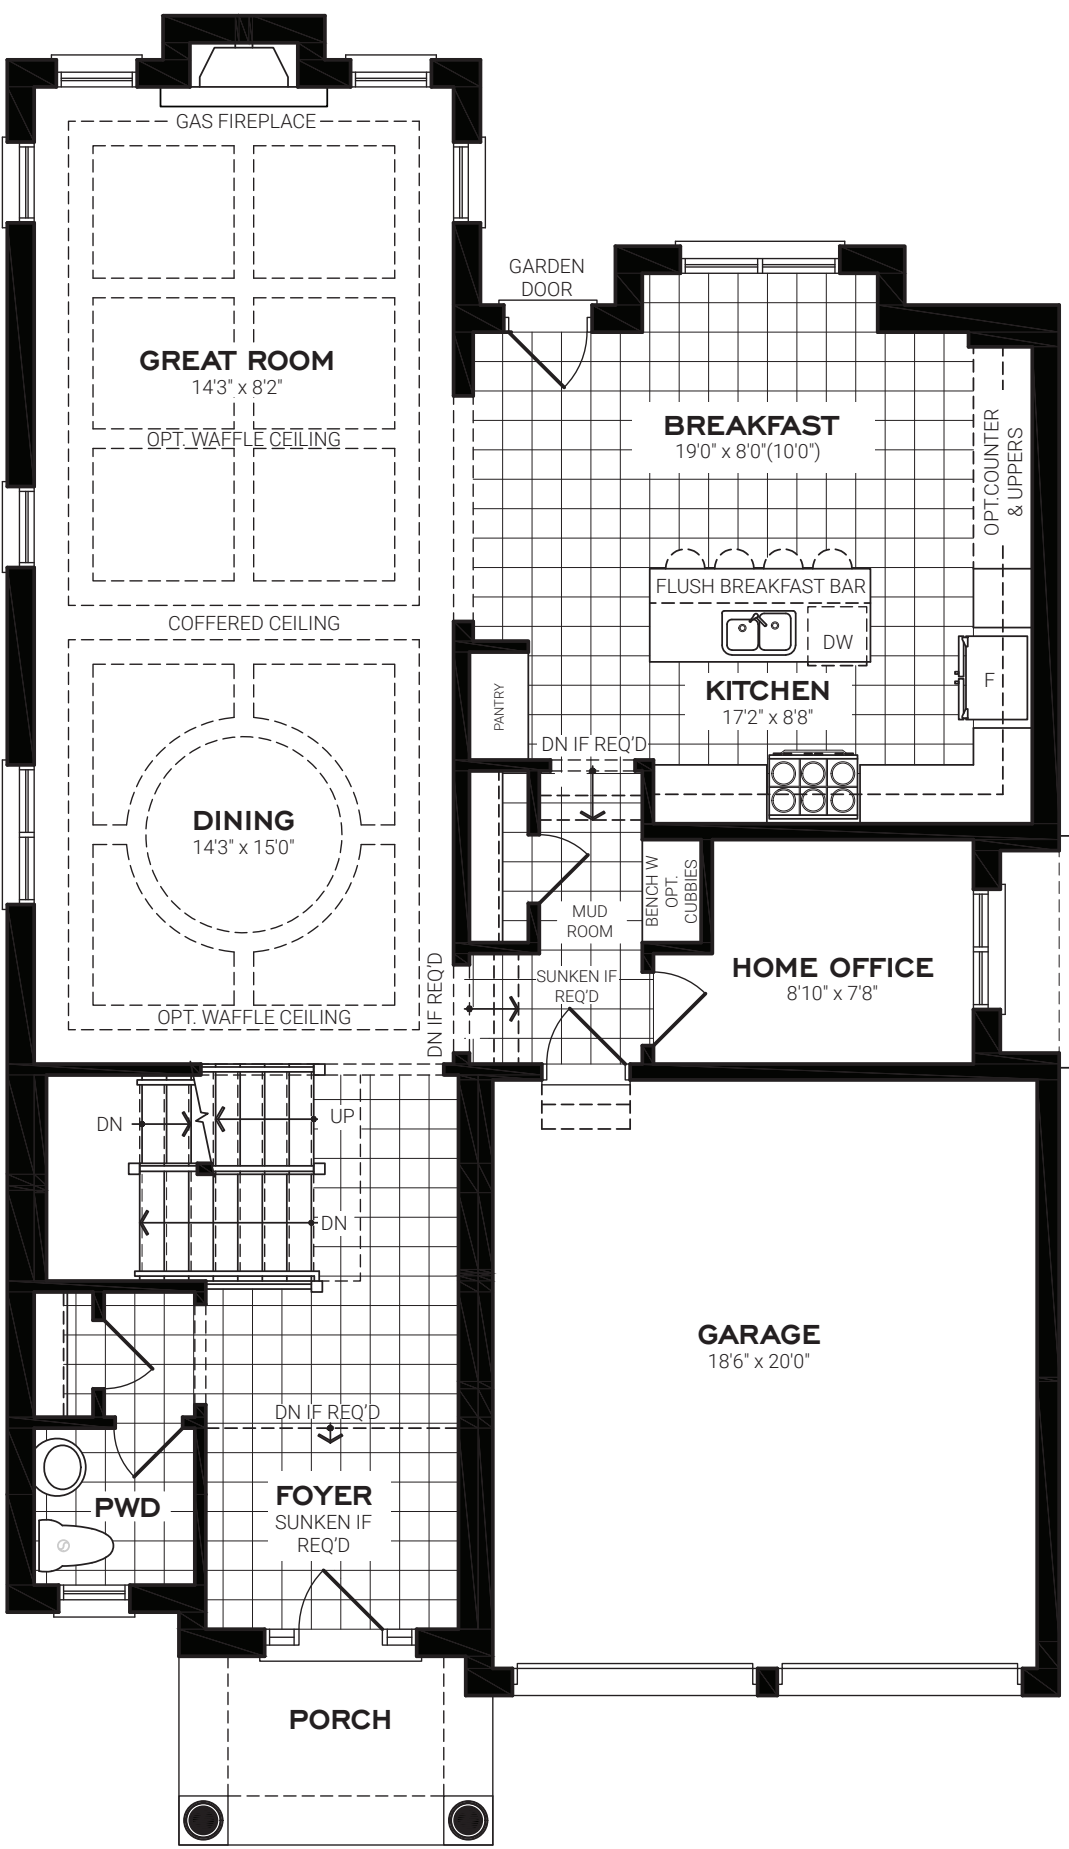 GAS FIREPLACE
GARDEN
DOOR
GREAT ROOM
14'3" x 8'2"
OPT. WAFFLE CEILING
BREAKFAST
19'0" x 8'0"(10'0")
OPT.COUNTER
& UPPERS
FLUSH BREAKFAST BAR
COFFERED CEILING
DW
F
KITCHEN
17'2" x 8'8"
PANTRY
DN IF REQ'D
DINING
14'3" x 15'0"
BENCH W
OPT.
CUBBIES
MUD
ROOM
SUNKEN IF
REQ'D
HOME OFFICE
8'10" x 7'8"
OPT. WAFFLE CEILING
DN IF REQ'D
DN
UP
DN
GARAGE
18'6" x 20'0"
DN IF REQ'D
FOYER
SUNKEN IF
REQ'D
PWD
PORCH